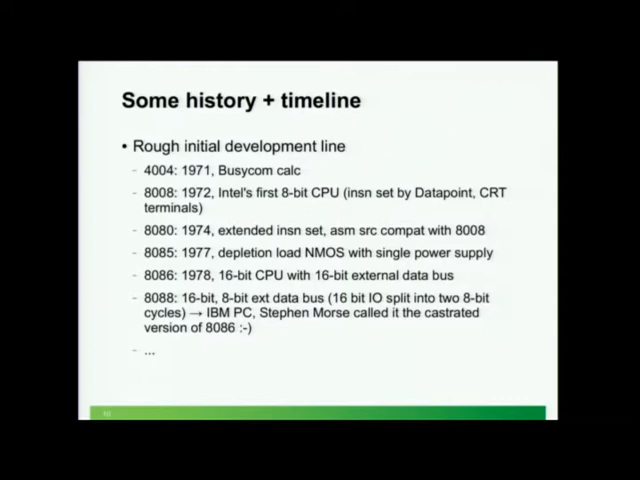 Some history + timeline
• Rough initial development line
- 4004: 1971, Busycom calc
- 8008: 1972, Intel's first 8-bit CPU (insn set by Datapoint, CRT
terminals)
- 8080: 1974, extended insn set, asm src compat with 8008
- 8085: 1977, depletion load NMOS with single power supply
- 8086: 1978, 16-bit CPU with 16-bit external data bus
- 8088: 16-bit, 8-bit ext data bus (16 bit IO split into two 8-bit
cycles) → IBM PC, Stephen Morse called it the castrated
version of 8086 :-)
- ...